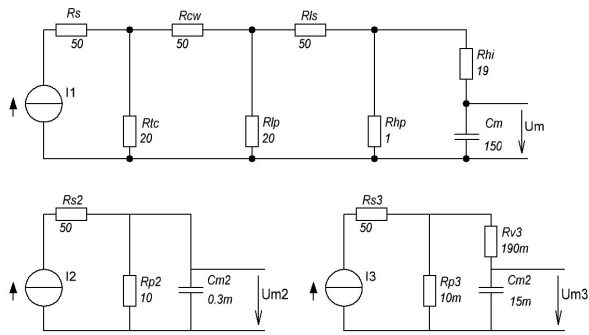 Rs
50
Rcw
50
Rls
50
I1
Rtc
20
Rlp
20
Rhp
1
Rhi
19
Cm
150
Um
Rs2
50
I2
Rp2
10
Cm2
0.3m
Um2
Rs3
50
I3
Rp3
10m
Rv3
190m
Cm2
15m
Um3